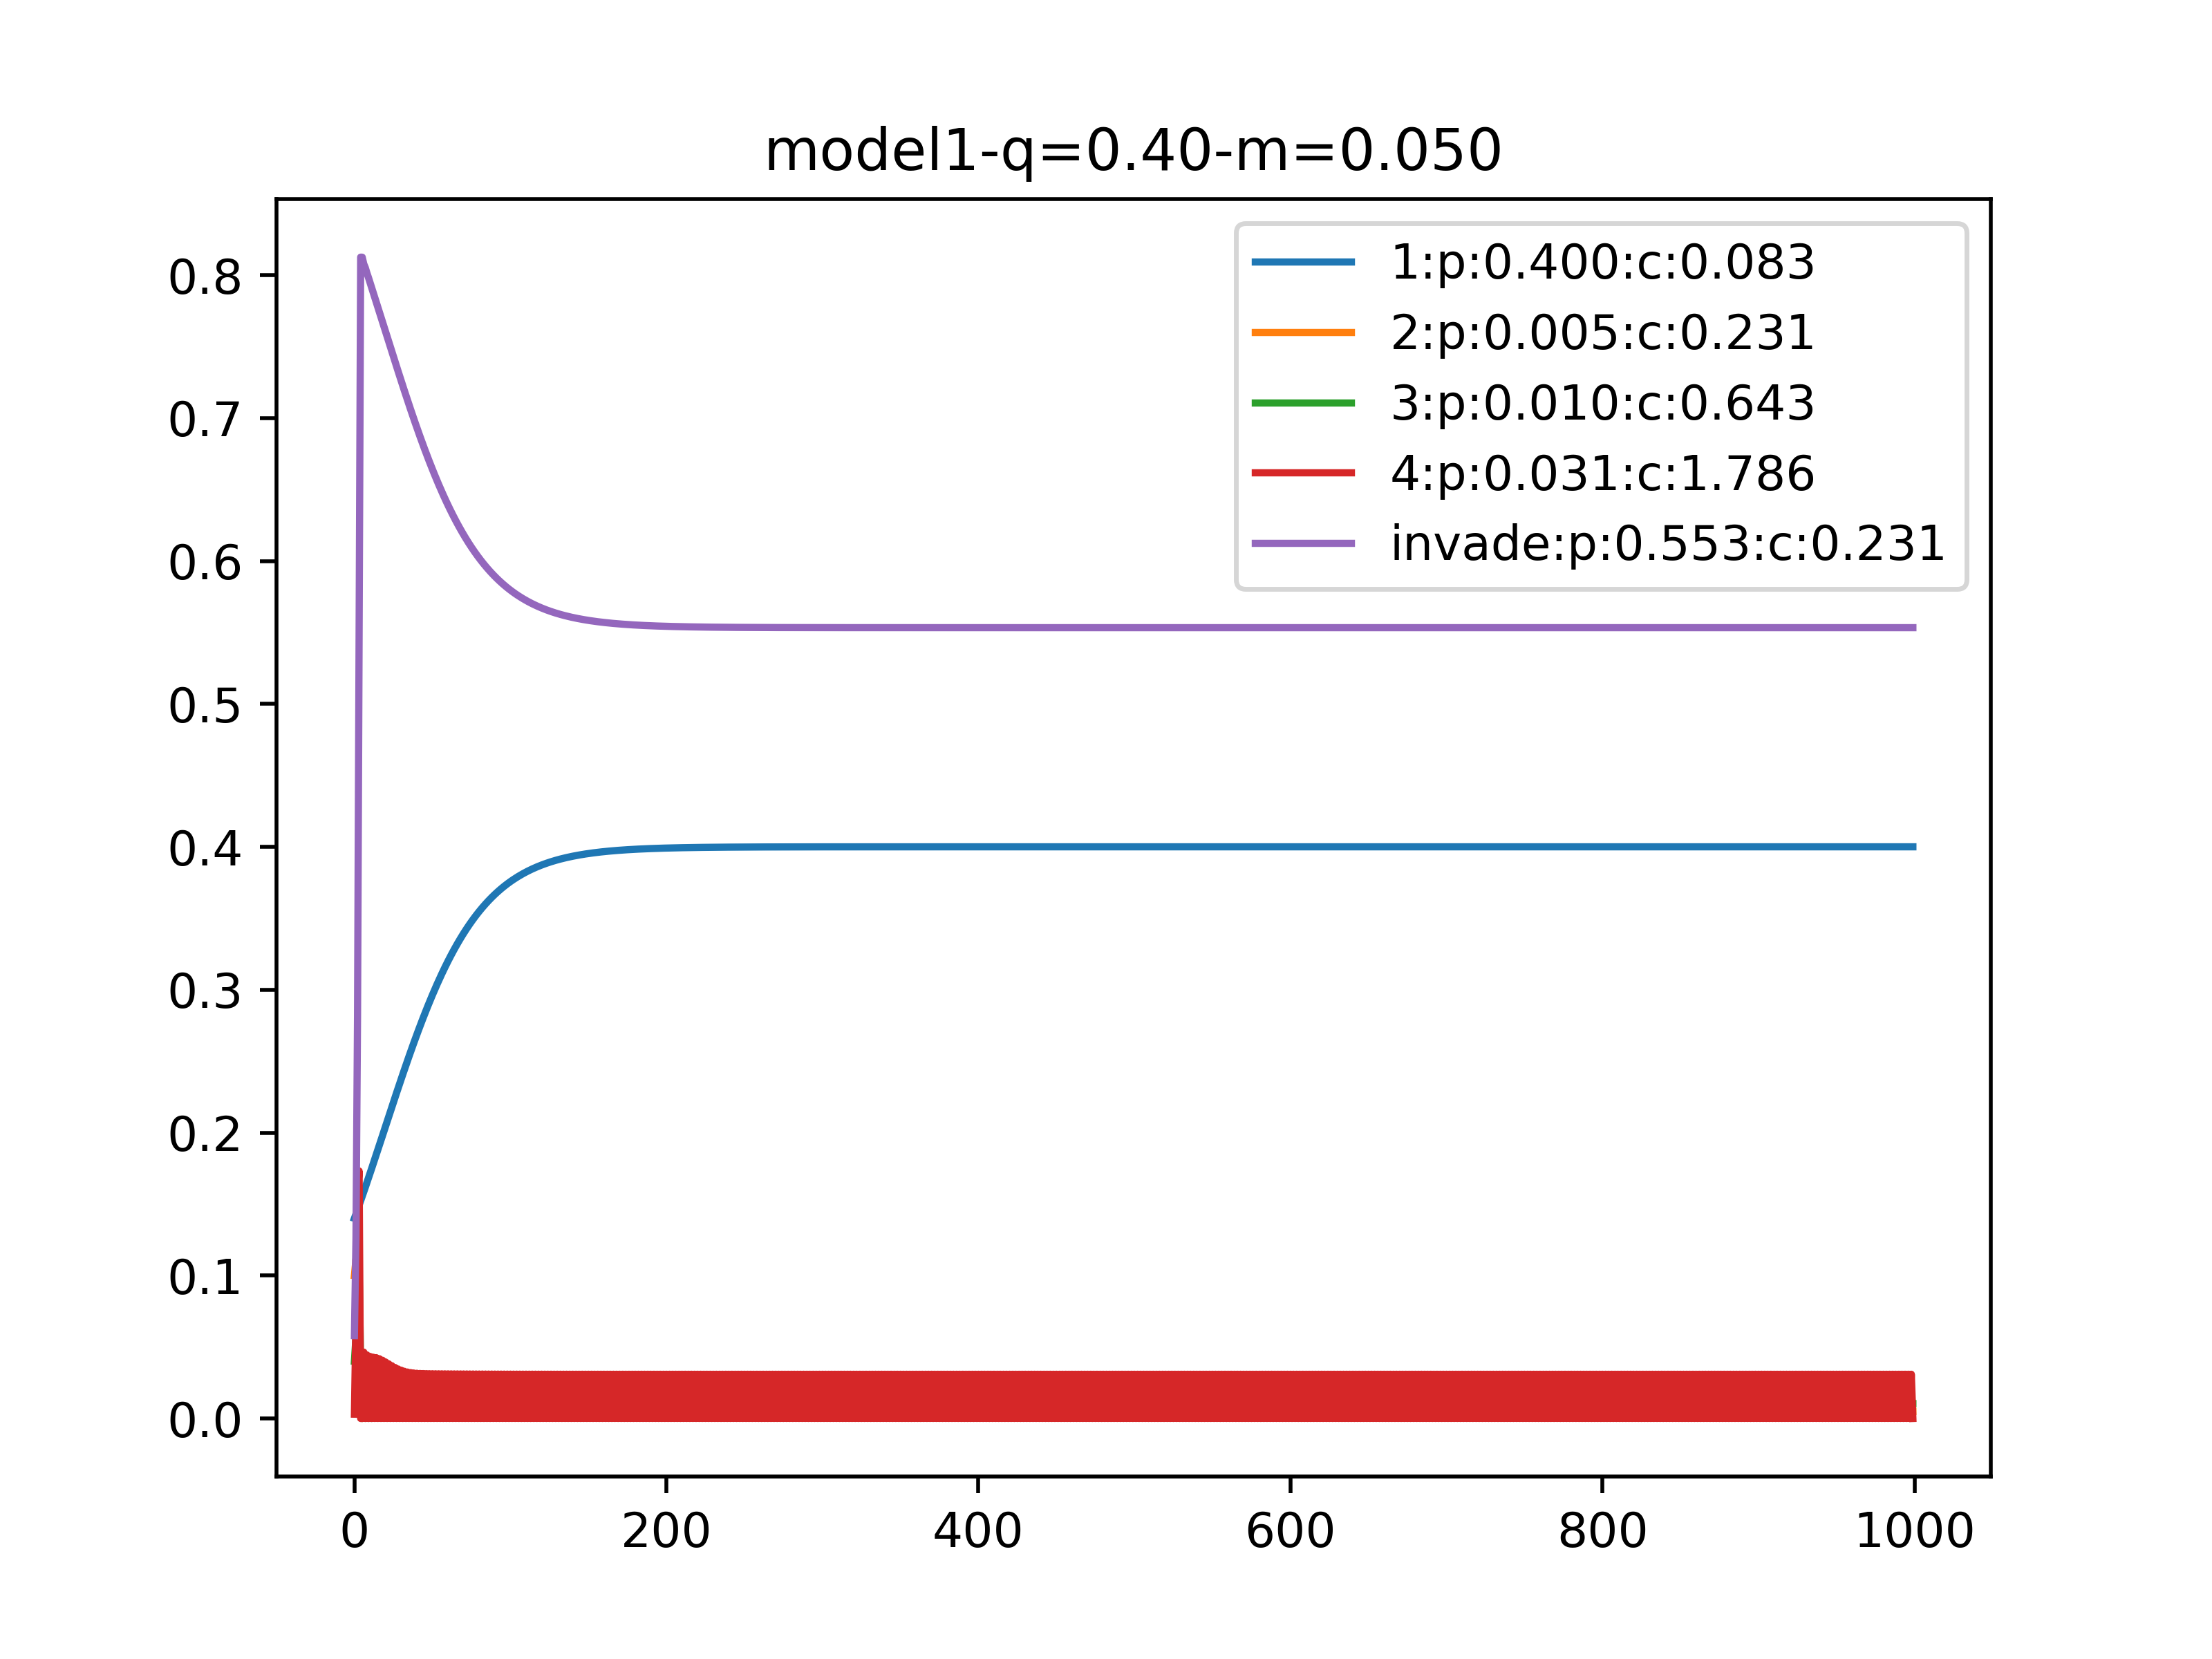 model1-q=0.40-m=0.050
1:p:0.400:c:0.083
2:p:0.005:c:0.231
3:p:0.010:c:0.643
4:p:0.031:c:1.786
invade:p:0.553:c:0.231
0.8
0.7
0.6
0.5
0.4
0.3
0.2
0.1
0.0
0 200 400 600 800 1000